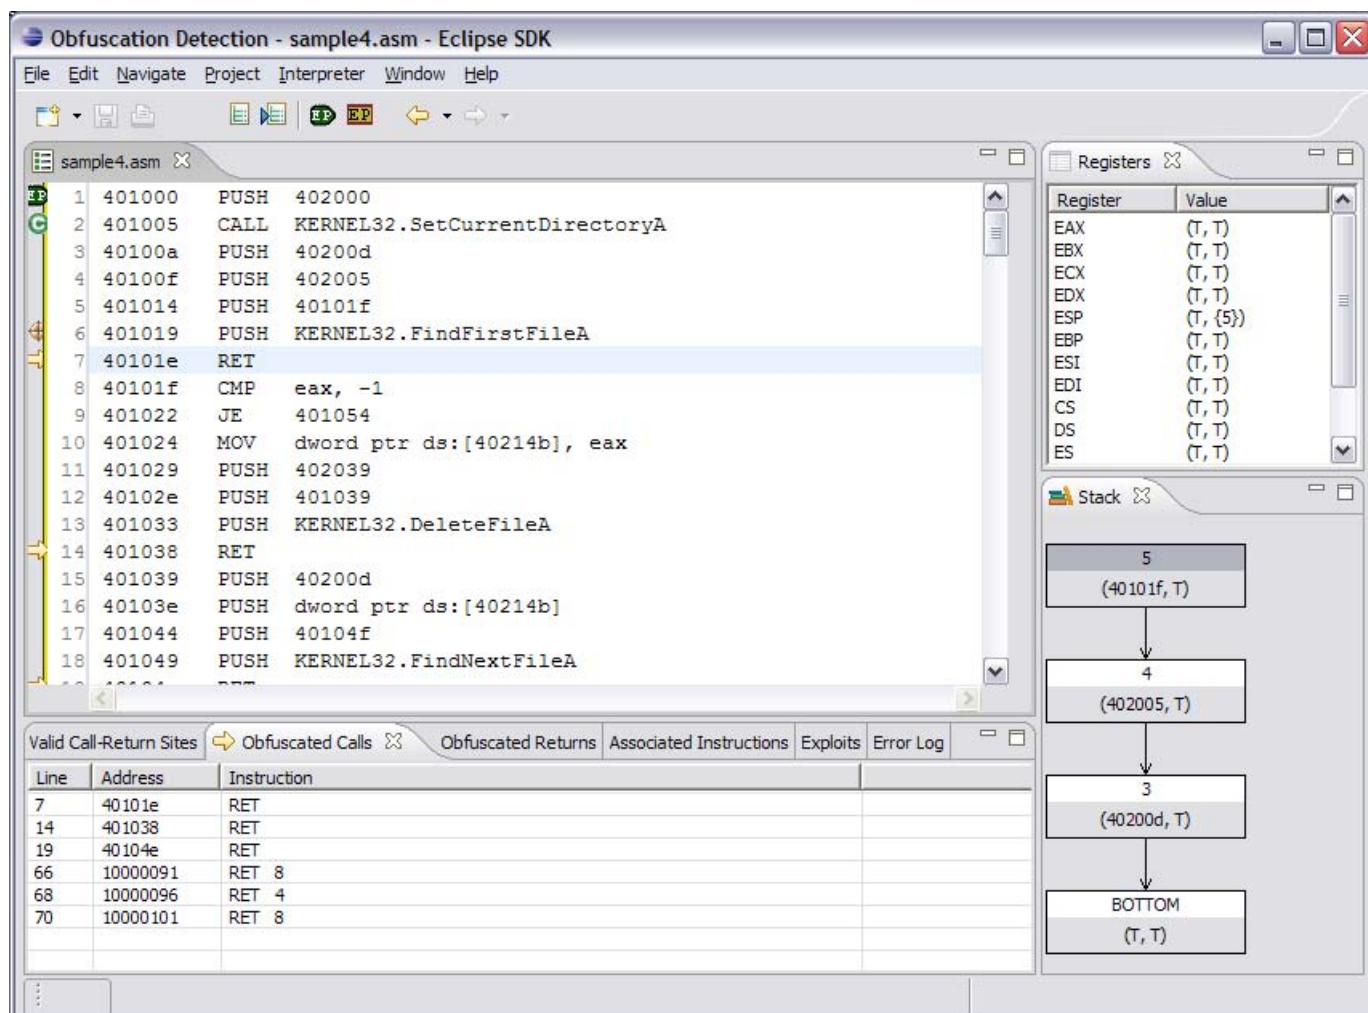 Obfuscation Detection - sample4.asm - Eclipse SDK
File Edit Navigate Project Interpreter Window Help
EP EP
sample4.asm
EP 1 401000 PUSH 402000
C 2 401005 CALL KERNEL32.SetCurrentDirectoryA
3 40100a PUSH 40200d
4 40100f PUSH 402005
5 401014 PUSH 40101f
6 401019 PUSH KERNEL32.FindFirstFileA
7 40101e RET
8 40101f CMP eax, -1
9 401022 JE 401054
10 401024 MOV dword ptr ds:[40214b], eax
11 401029 PUSH 402039
12 40102e PUSH 401039
13 401033 PUSH KERNEL32.DeleteFileA
14 401038 RET
15 401039 PUSH 40200d
16 40103e PUSH dword ptr ds:[40214b]
17 401044 PUSH 40104f
18 401049 PUSH KERNEL32.FindNextFileA
Registers
Register Value
EAX (T, T)
EBX (T, T)
ECX (T, T)
EDX (T, T)
ESP (T, {5})
EBP (T, T)
ESI (T, T)
EDI (T, T)
CS (T, T)
DS (T, T)
ES (T, T)
Stack
5
(40101f, T)
4
(402005, T)
3
(40200d, T)
BOTTOM
(T, T)
Valid Call-Return Sites Obfuscated Calls Obfuscated Returns Associated Instructions Exploits Error Log
Line Address Instruction
7 40101e RET
14 401038 RET
19 40104e RET
66 10000091 RET 8
68 10000096 RET 4
70 10000101 RET 8